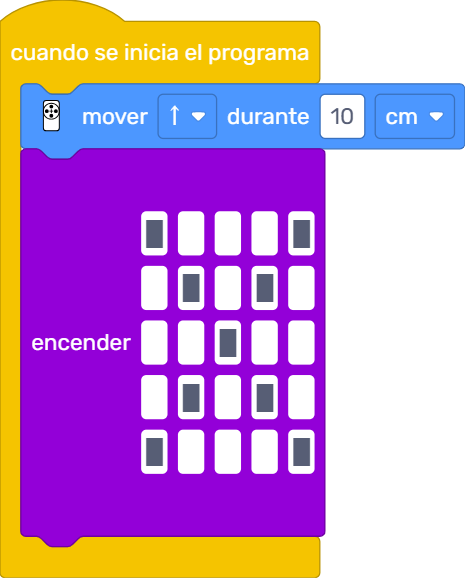 cuando se inicia el programa
mover ↑ durante 10 cm
encender